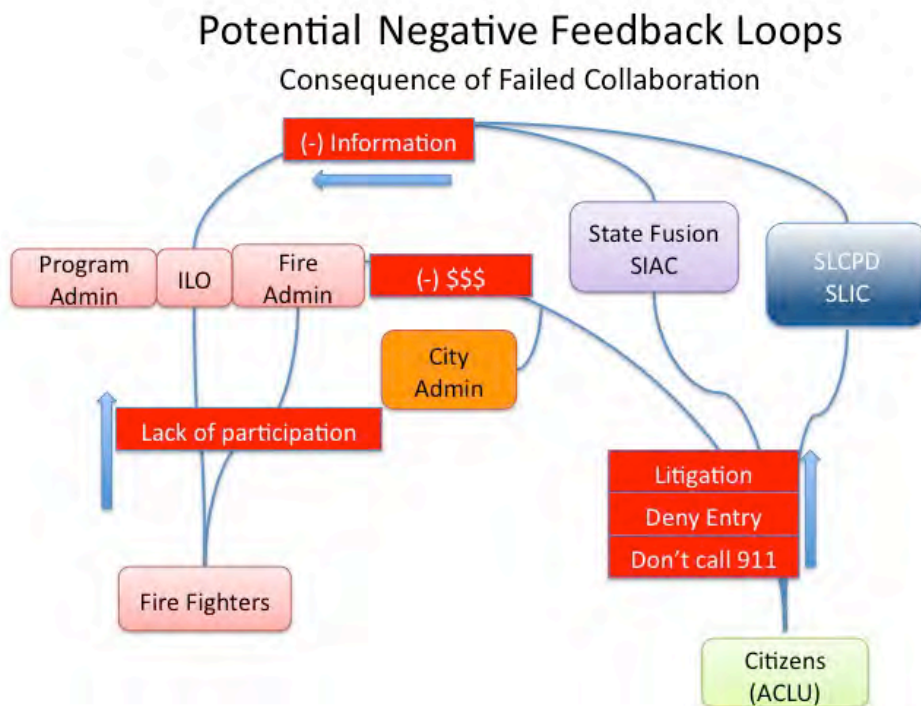 Potential Negative Feedback Loops
Consequence of Failed Collaboration
(-) Information
State Fusion
SIAC
SLCPD
SLIC
Program
Admin
ILO
Fire
Admin
(-) $$$
City
Admin
Lack of participation
Litigation
Deny Entry
Don't call 911
Fire Fighters
Citizens
(ACLU)